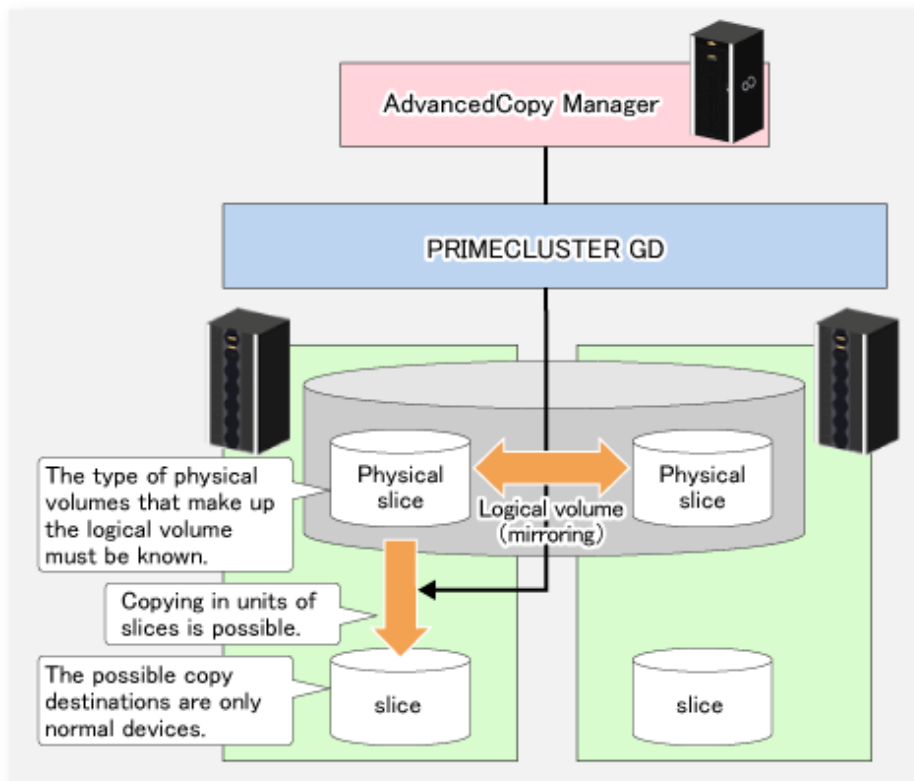 AdvancedCopy Manager
PRIMECLUSTER GD
Physical
slice
Physical
slice
Logical volume
(mirroring)
The type of physical
volumes that make up
the logical volume
must be known.
Copying in units of
slices is possible.
The possible copy
destinations are only
normal devices.
slice
slice